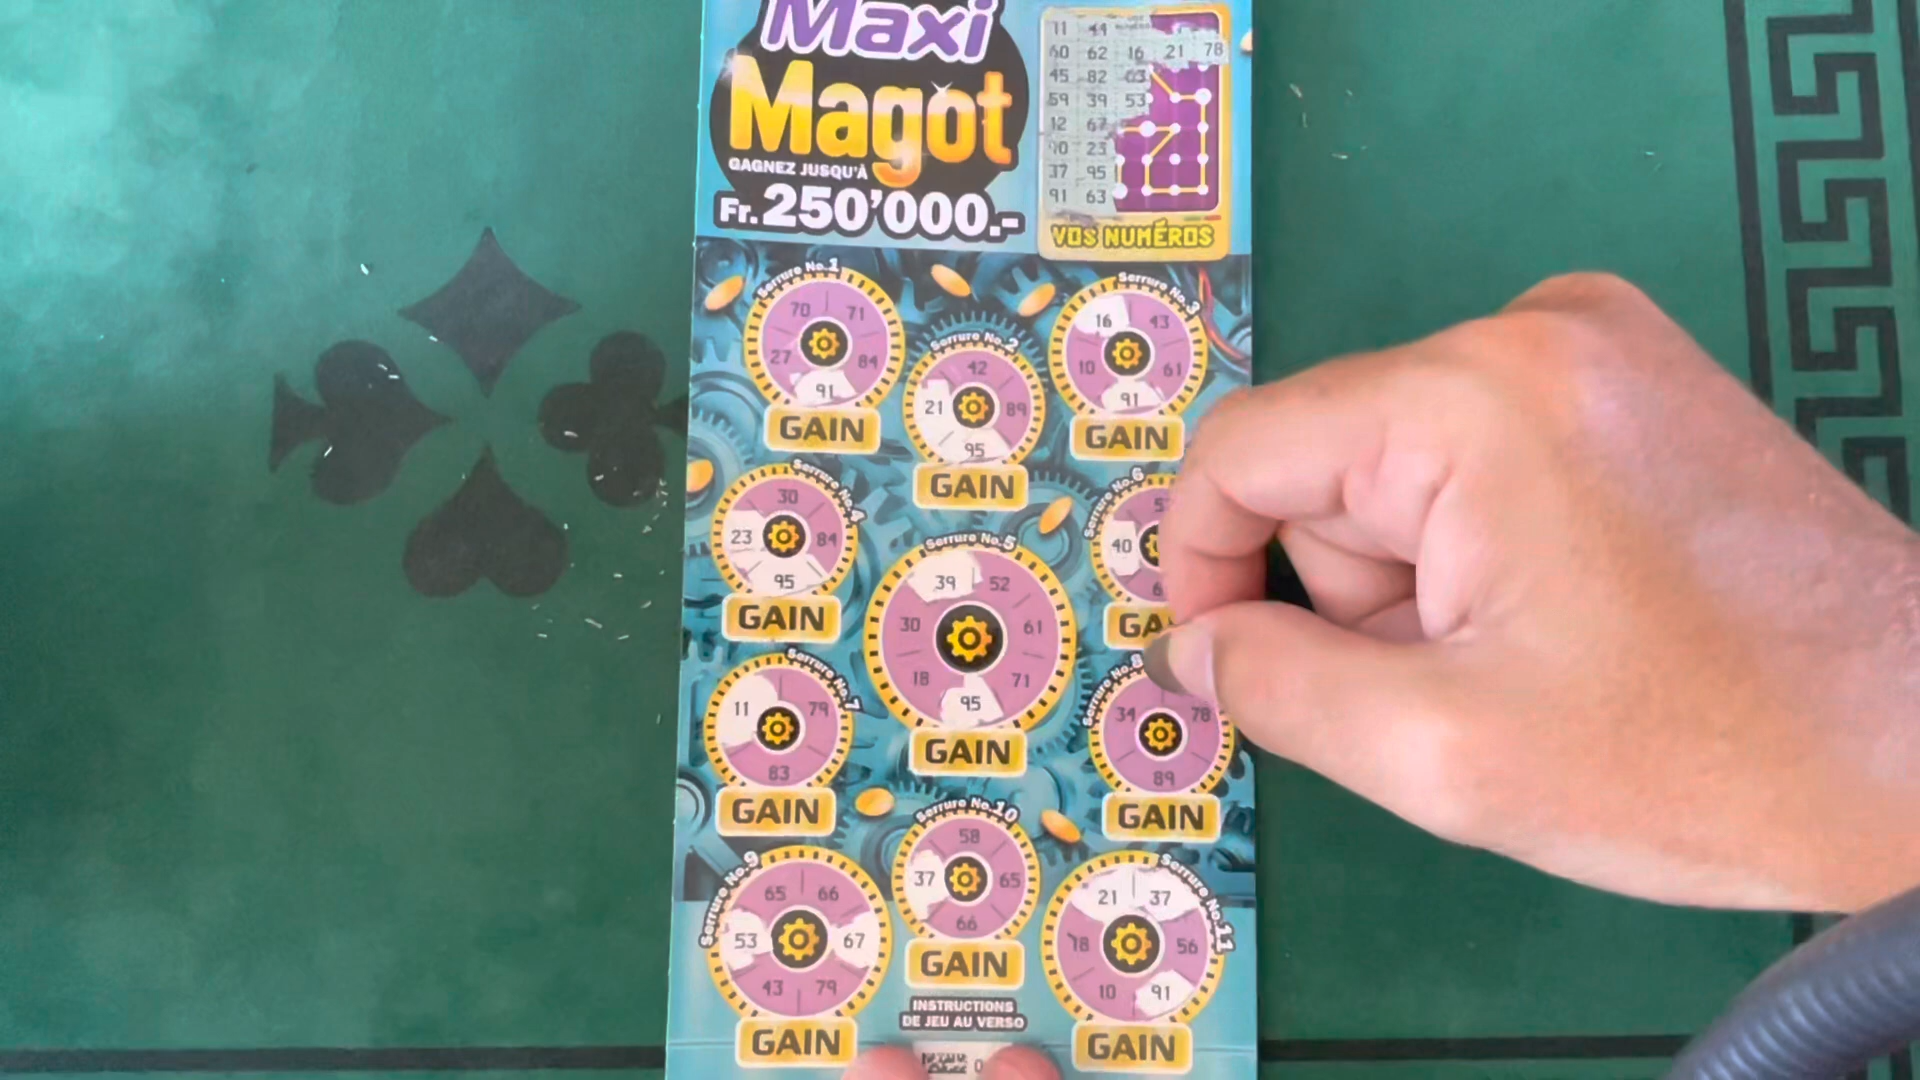 Maxi
Magot
GAGNEZ JUSQU'À
Fr. 250'000.-
11 44
60 62 16 21 78
45 82 03
59 39 53
12 67
90 23
37 95
91 63
VOS NUMÉROS
Serrure No.1
70 71
27 84
91
GAIN
Serrure No.2
42
21 89
95
GAIN
Serrure No.3
16 43
10 61
91
GAIN
Serrure No.4
30
23 84
95
GAIN
Serrure No.5
39 52
30 61
18 71
95
GAIN
Serrure No.6
40
GA
Serrure No.7
11 79
83
GAIN
Serrure No.8
34 78
89
GAIN
Serrure No.9
65 66
53 67
43 79
GAIN
Serrure No.10
58
37 65
66
GAIN
Serrure No.11
21 37
18 56
10 91
GAIN
INSTRUCTIONS
DE JEU AU VERSO